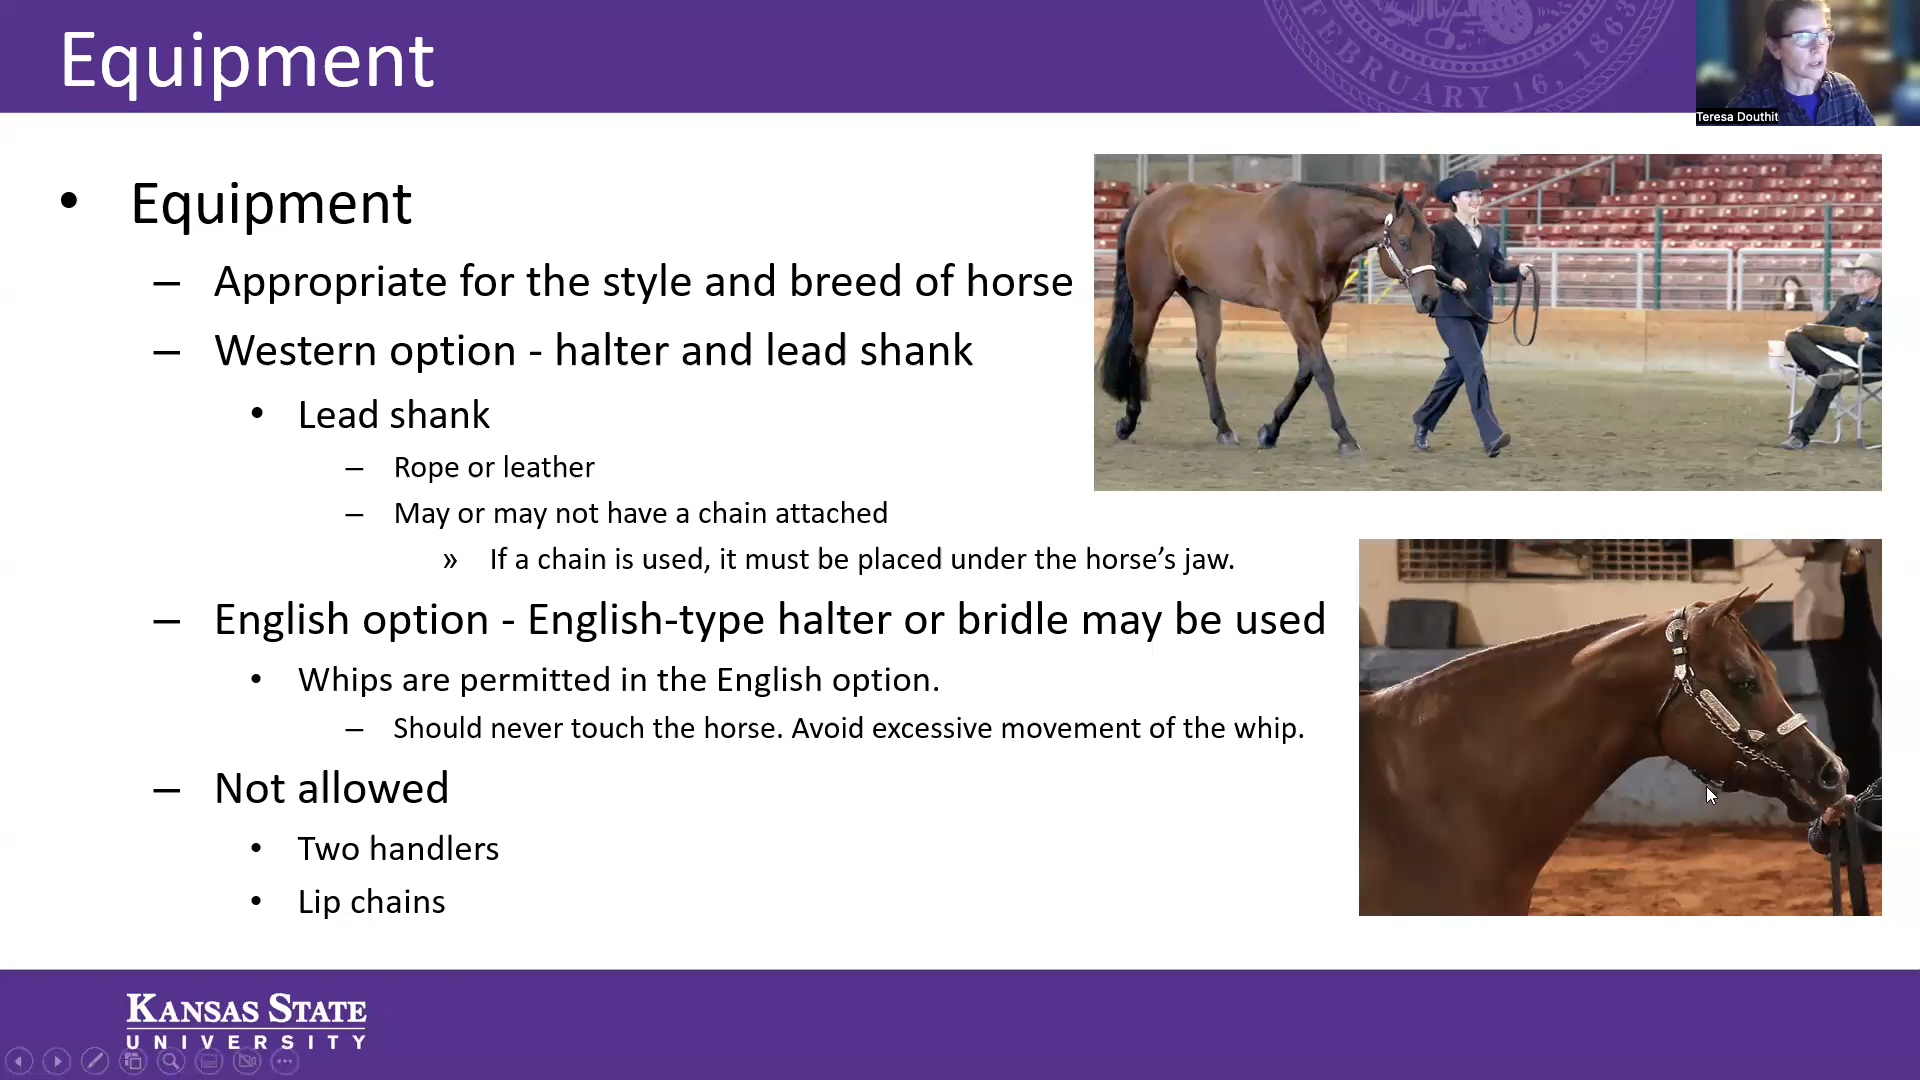 Equipment
FEBRUARY 16, 1863
Teresa Douthit
• Equipment
– Appropriate for the style and breed of horse
– Western option - halter and lead shank
• Lead shank
– Rope or leather
– May or may not have a chain attached
» If a chain is used, it must be placed under the horse’s jaw.
– English option - English-type halter or bridle may be used
• Whips are permitted in the English option.
– Should never touch the horse. Avoid excessive movement of the whip.
– Not allowed
• Two handlers
• Lip chains
KANSAS STATE
UNIVERSITY